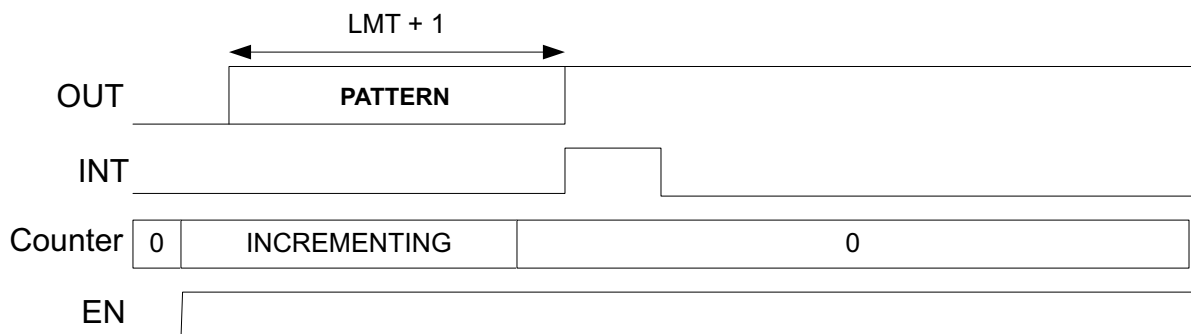 LMT + 1
OUT PATTERN
INT
Counter 0 INCREMENTING 0
EN